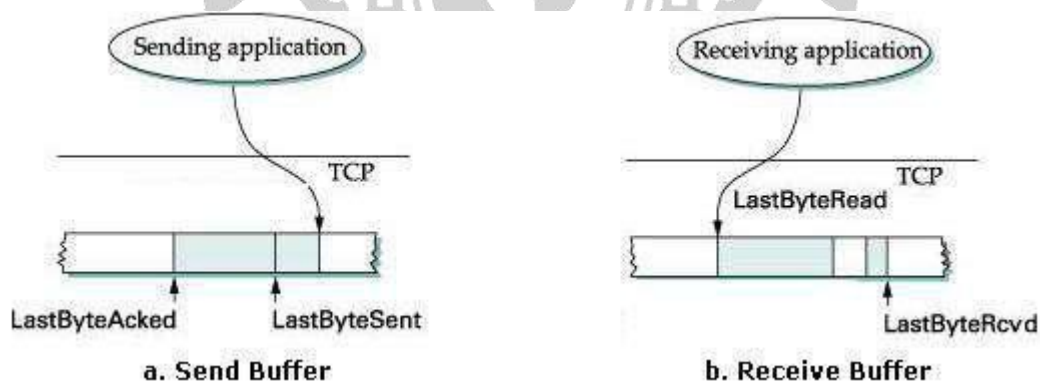 Sending application
TCP
LastByteAcked
LastByteSent
a. Send Buffer
Receiving application
TCP
LastByteRead
LastByteRcvd
b. Receive Buffer